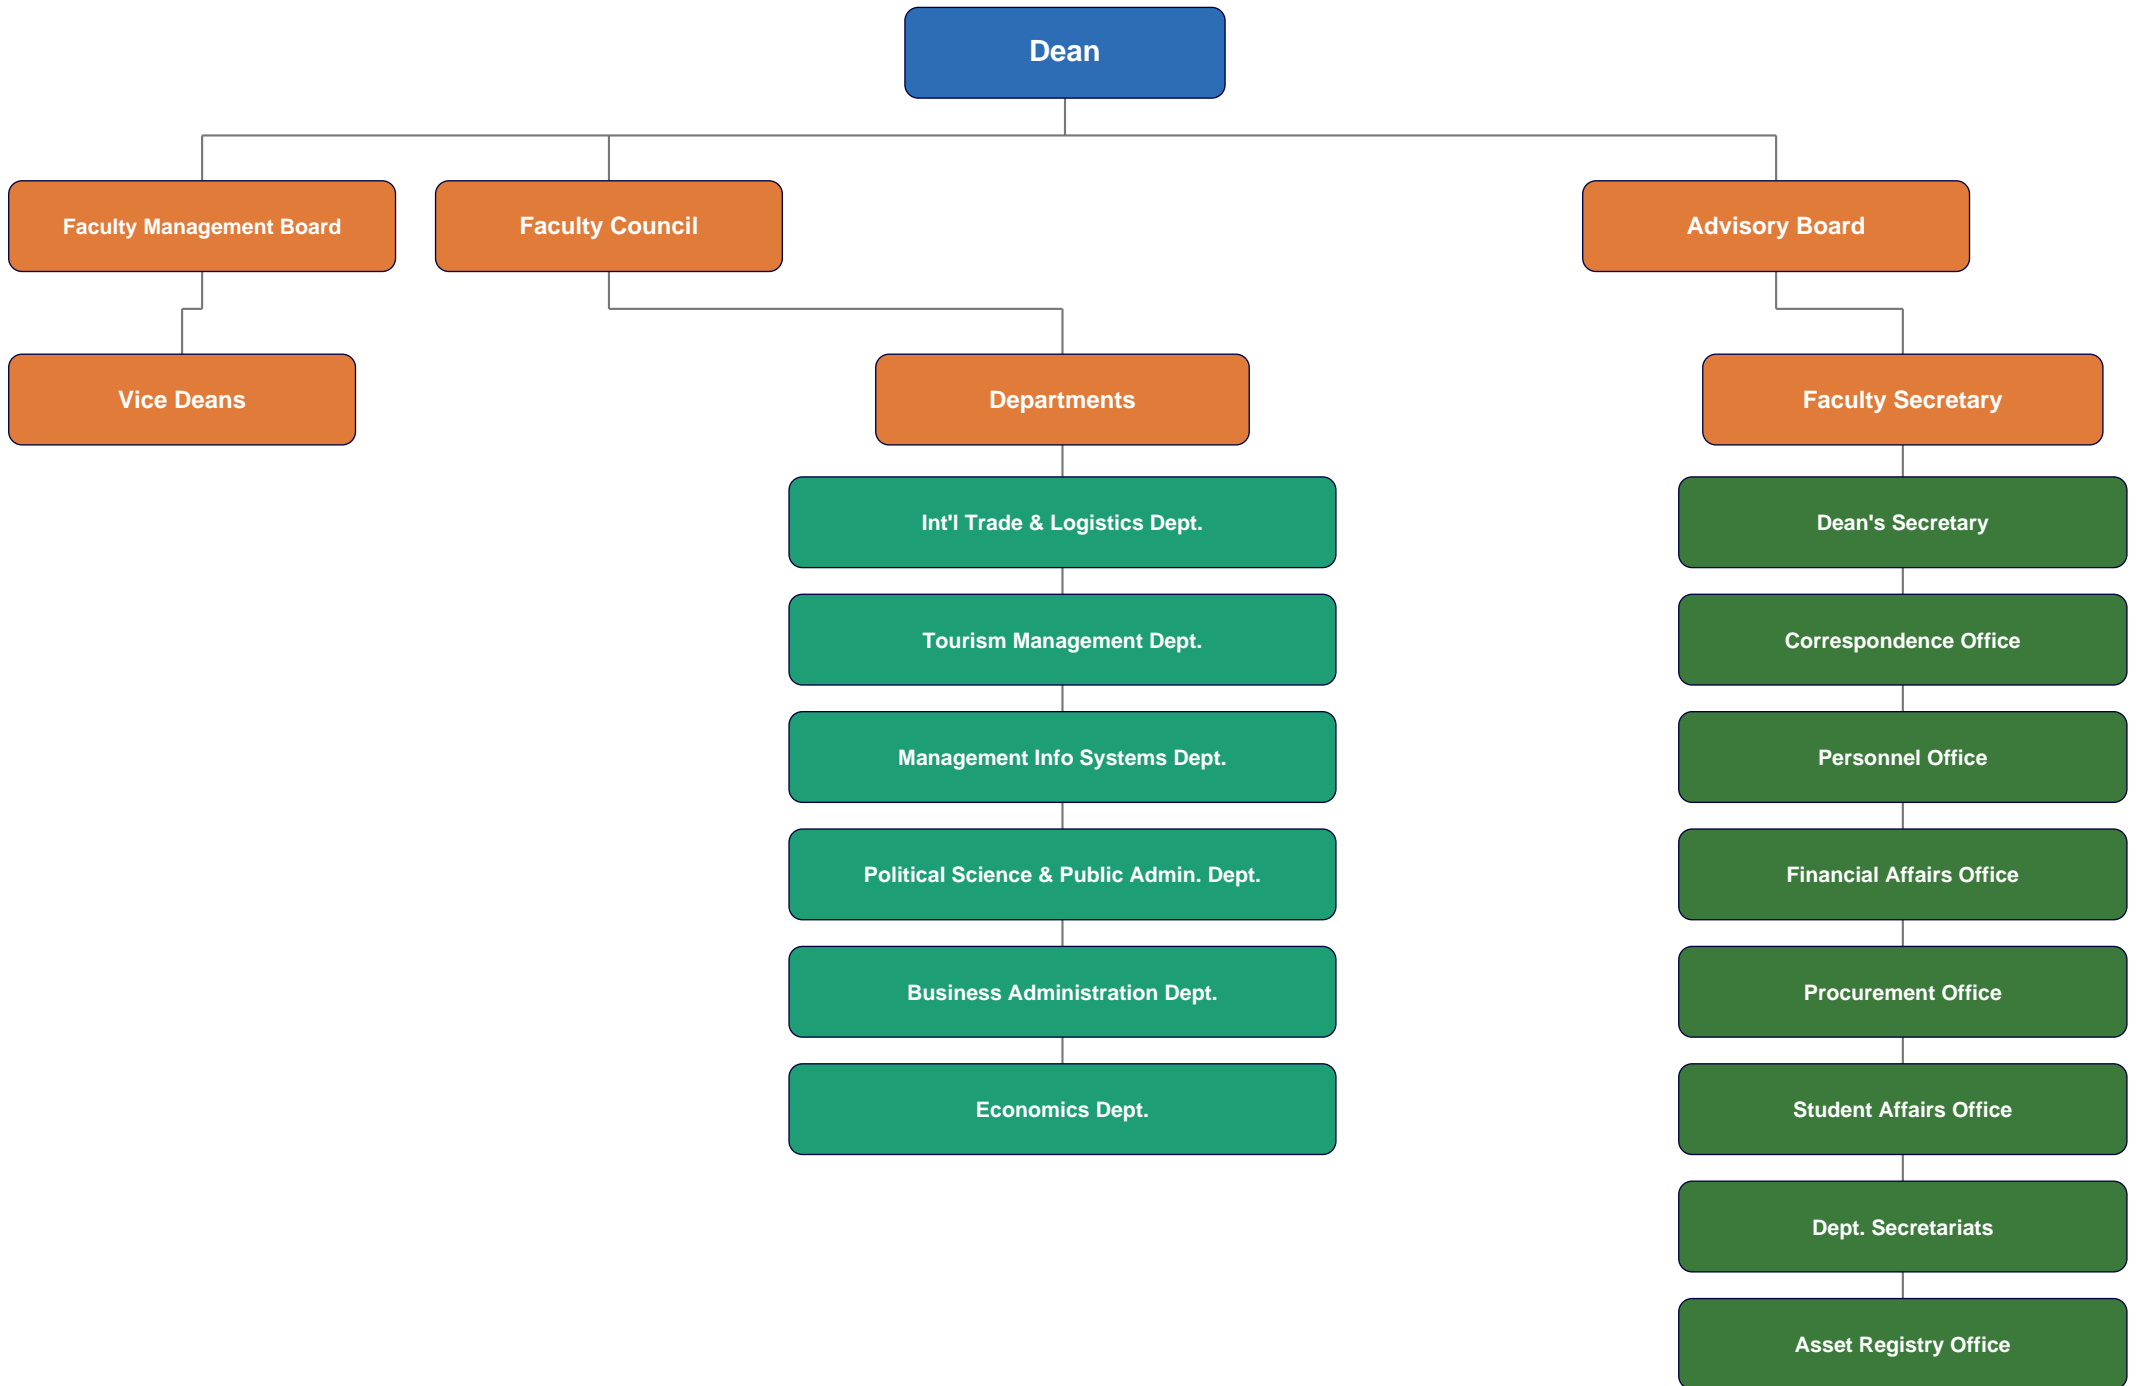 Dean
Faculty Management Board
Faculty Council
Advisory Board
Vice Deans
Departments
Faculty Secretary
Int'l Trade & Logistics Dept.
Tourism Management Dept.
Management Info Systems Dept.
Political Science & Public Admin. Dept.
Business Administration Dept.
Economics Dept.
Dean's Secretary
Correspondence Office
Personnel Office
Financial Affairs Office
Procurement Office
Student Affairs Office
Dept. Secretariats
Asset Registry Office